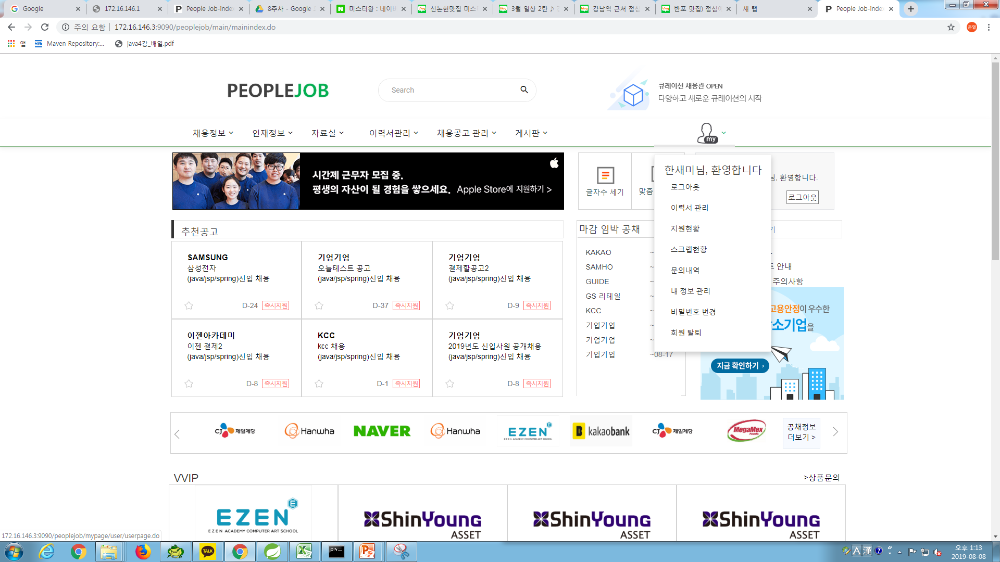 Google
172.16.146.1
People Job-inde
8주차 - Google
미스터왕 : 네이버
신논현맛집 미스
3월 일상 2탄 ♪
강남역 근처 점심
반포 맛집) 점심
새 탭
People Job-inde
주의 요함
172.16.146.3:9090/peoplejob/main/mainindex.do
준영
앱
Maven Repository:...
java4강_배열.pdf
PEOPLEJOB
Search
큐레이션 채용관 OPEN
다양하고 새로운 큐레이션의 시작
채용정보
인재정보
자료실
이력서관리
채용공고 관리
게시판
my
시간제 근무자 모집 중.
평생의 자산이 될 경험을 쌓으세요. Apple Store에 지원하기 >
글자수 세기
맞춤
님, 환영합니다.
로그아웃
한새미님, 환영합니다
로그아웃
이력서 관리
지원현황
스크랩현황
문의내역
내 정보 관리
비밀번호 변경
회원 탈퇴
추천공고
SAMSUNG
삼성전자
(java/jsp/spring)신입 채용
D-24 즉시지원
기업기업
오늘테스트 공고
(java/jsp/spring)신입 채용
D-37 즉시지원
기업기업
결제할공고2
(java/jsp/spring)신입 채용
D-9 즉시지원
이젠아카데미
이젠 결제2
(java/jsp/spring)신입 채용
D-8 즉시지원
KCC
kcc 채용
(java/jsp/spring)신입 채용
D-1 즉시지원
기업기업
2019년도 신입사원 공개채용
(java/jsp/spring)신입 채용
D-8 즉시지원
마감 임박 공채
KAKAO ~
SAMHO ~
GUIDE ~
GS 리테일 ~
KCC ~
기업기업 ~
기업기업 ~
기업기업 ~08-17
기
안내
주의사항
고용안정이 우수한
소기업을
지금 확인하기 ›
CJ 제일제당
Hanwha
NAVER
Hanwha
EZEN
EZEN ACADEMY COMPUTER ART SCHOOL
B kakaobank
CJ 제일제당
MegaMex
Foods
공채정보
더보기 >
VVIP
>상품문의
EZEN
EZEN ACADEMY COMPUTER ART SCHOOL
ShinYoung
ASSET
ShinYoung
ASSET
ShinYoung
ASSET
172.16.146.3:9090/peoplejob/mypage/user/userpage.do
TALK
C:\
A 漢
오후 1:13
2019-08-08